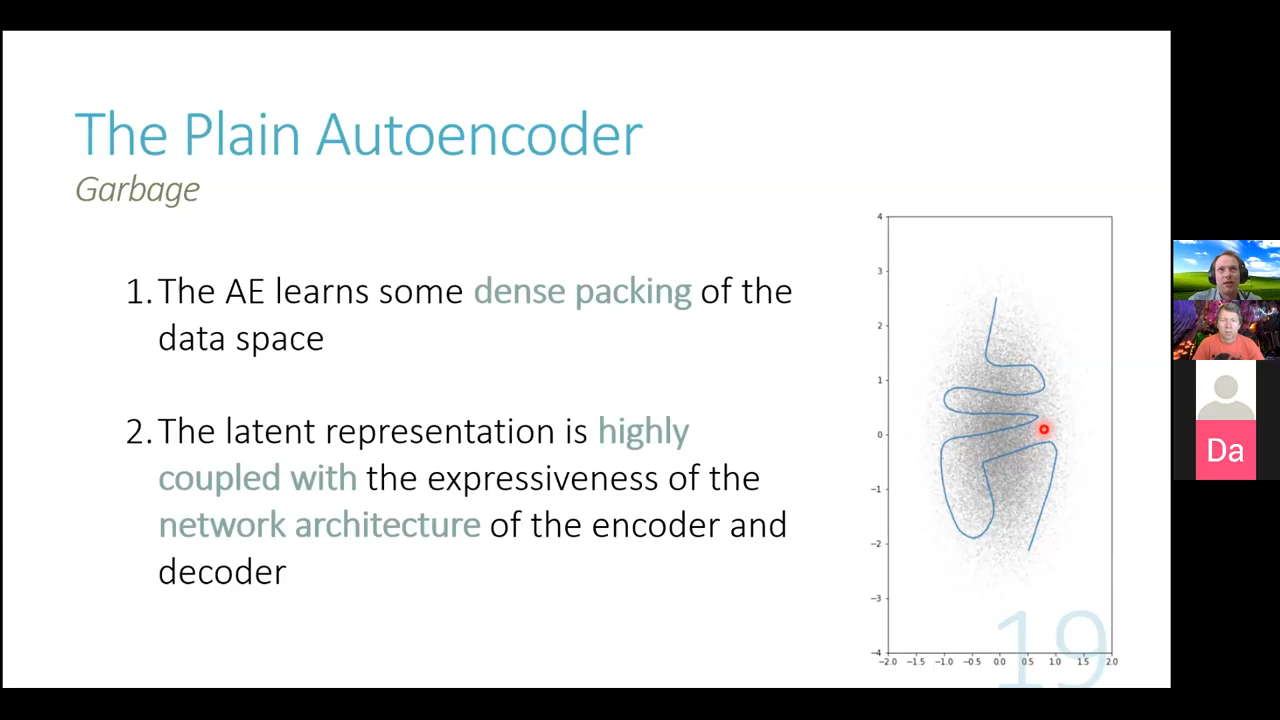 The Plain Autoencoder
Garbage
1. The AE learns some dense packing of the
data space
2. The latent representation is highly
coupled with the expressiveness of the
network architecture of the encoder and
decoder
4
3
2
1
0
−1
−2
−3
−4
−2.0 −1.5 −1.0 −0.5 0.0 0.5 1.0 1.5 2.0
19
Da